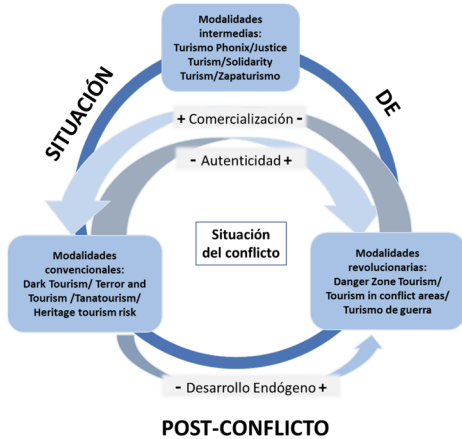 Modalidades
intermedias:
Turismo Phonix/Justice
Turism/Solidarity
Turism/Zapaturismo
SITUACIÓN
DE
+ Comercialización -
- Autenticidad +
Situación
del conflicto
Modalidades
convencionales:
Dark Tourism/ Terror and
Tourism /Tanatourism/
Heritage tourism risk
Modalidades
revolucionarias:
Danger Zone Tourism/
Tourism in conflict areas/
Turismo de guerra
- Desarrollo Endógeno +
POST-CONFLICTO